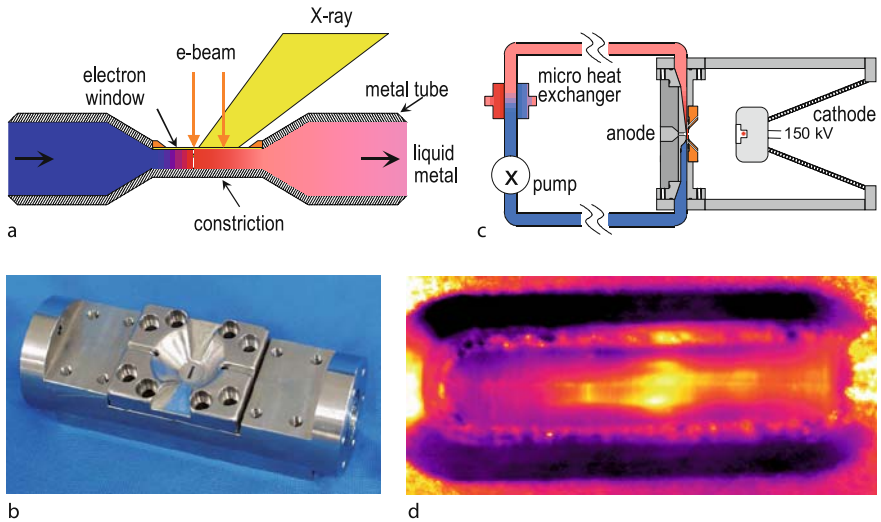 X-ray
e-beam
electron
window
metal tube
liquid
metal
constriction
a
c
micro heat
exchanger
anode
cathode
150 kV
X
pump
b
d